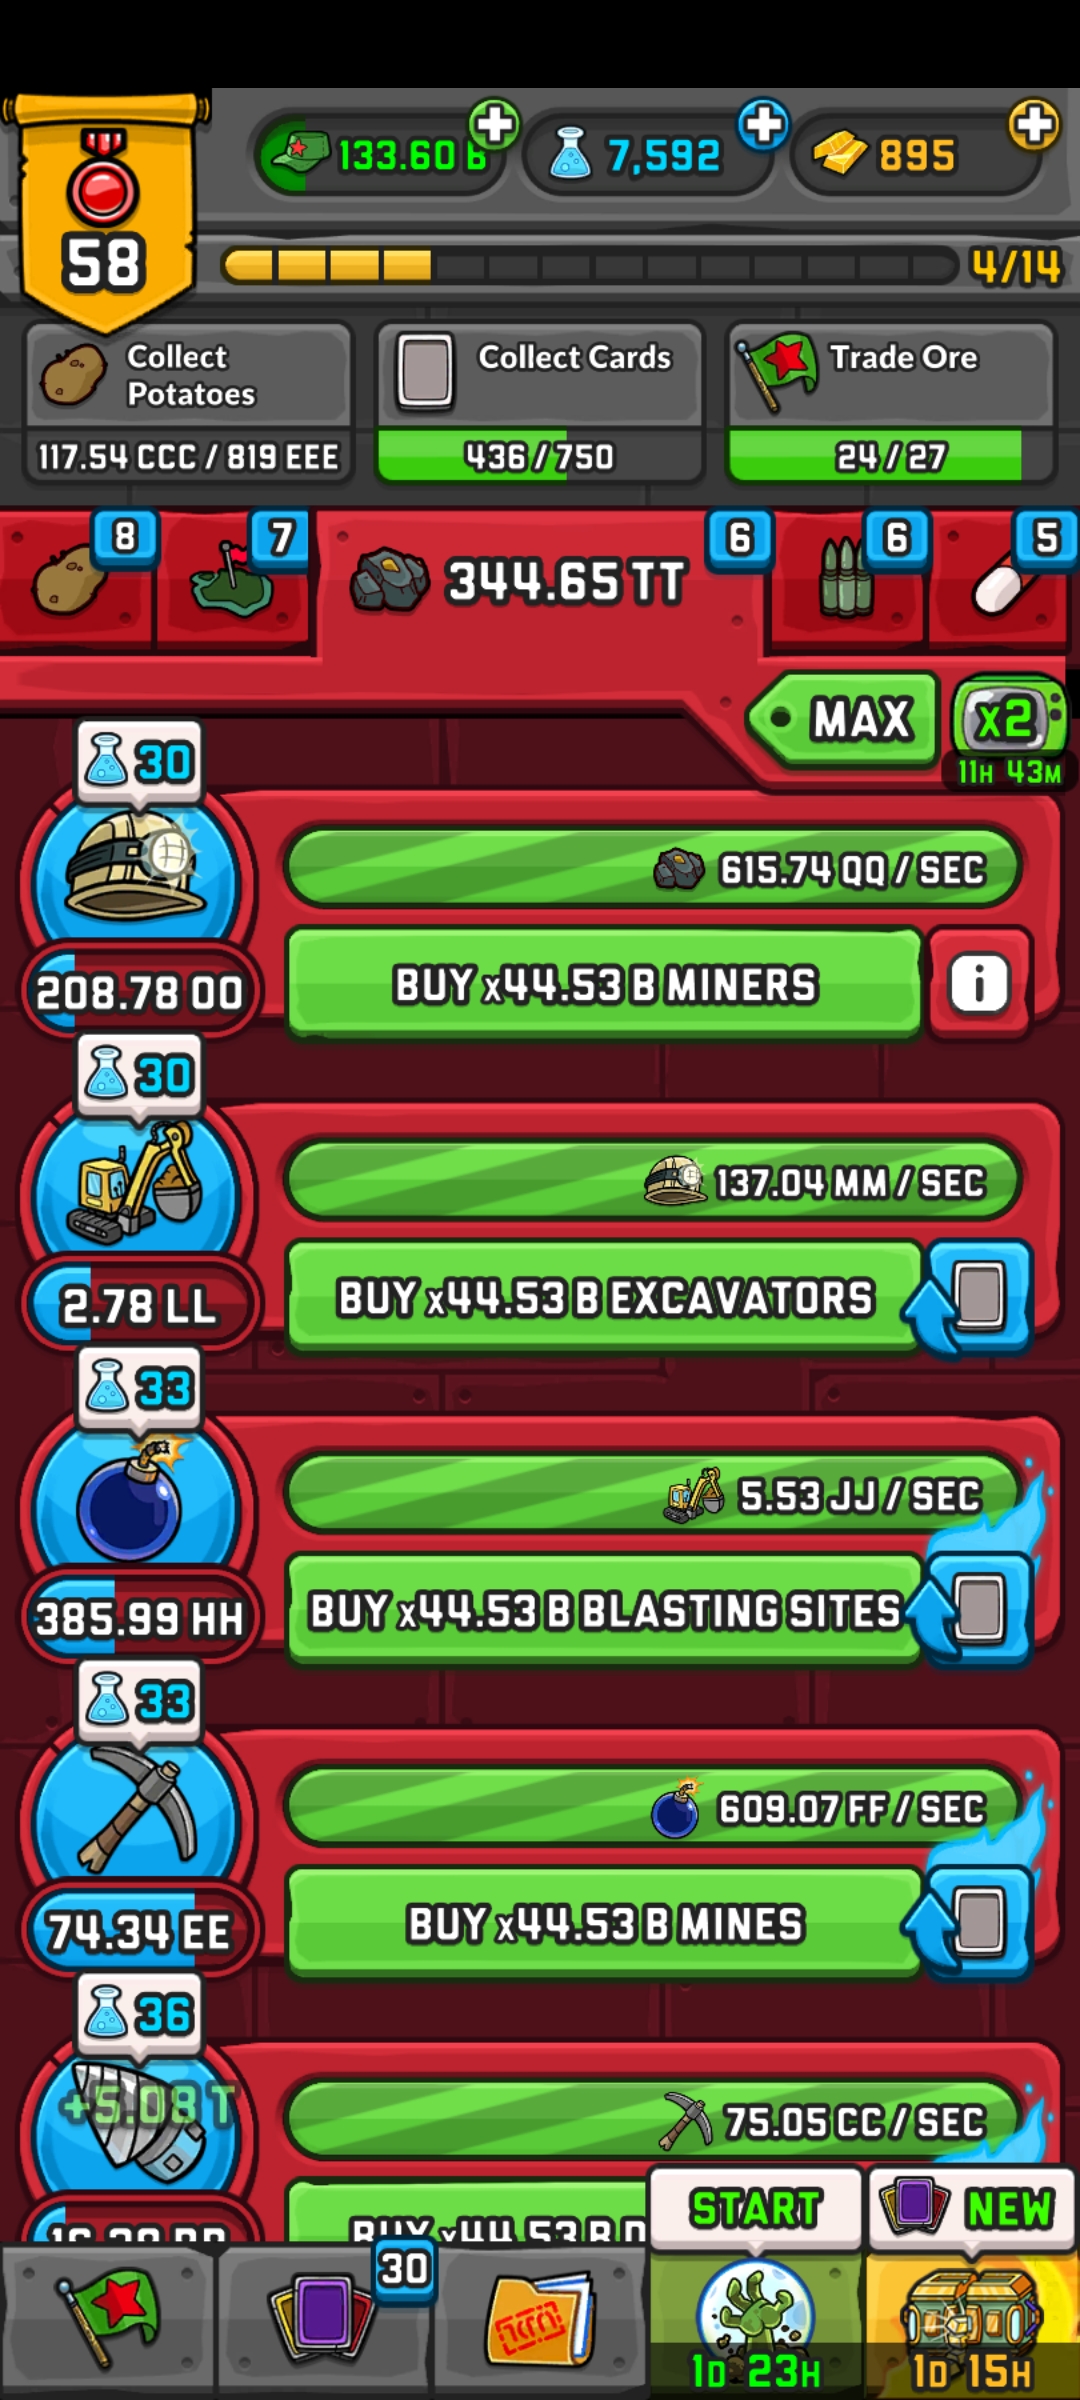 58
133.60 B
7,592
895
4/14
Collect
Potatoes
117.54 CCC / 819 EEE
Collect Cards
436 / 750
Trade Ore
24 / 27
8
7
344.65 TT
6
6
5
MAX
x2
11H 43M
30
615.74 QQ / SEC
208.78 OO
BUY x44.53 B MINERS
i
30
137.04 MM / SEC
2.78 LL
BUY x44.53 B EXCAVATORS
33
5.53 JJ / SEC
385.99 HH
BUY x44.53 B BLASTING SITES
33
609.07 FF / SEC
74.34 EE
BUY x44.53 B MINES
36
+5.08 T
75.05 CC / SEC
BUY x44.53 B
START
NEW
30
1D 23H
1D 15H